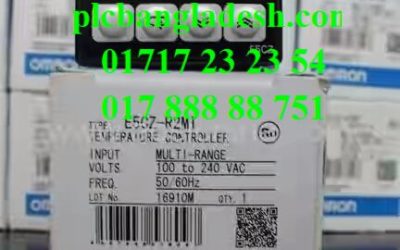 plcbangladesh.com
01717 23 23 54
E5CZ
OMRON
017 888 88 751
TYPE E5CZ-R2MT
TEMPERATURE CONTROLLER
INPUT MULTI-RANGE
VOLTS 100 to 240 VAC
FREQ. 50/60Hz
LOT No 16910M QTY. 1